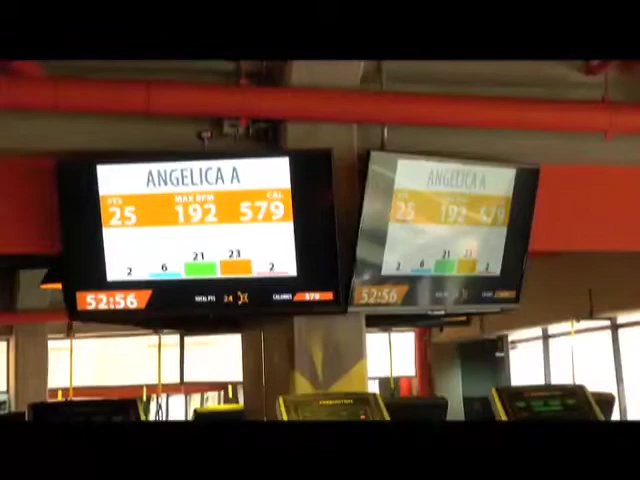 ANGELICA A
PTS MAX BPM CAL
25 192 579
2 6 21 23 2
52:56 TOTAL PTS 24 CALORIES 579
ANGELICA A
25 192 579
2 6 21 23 2
52:56